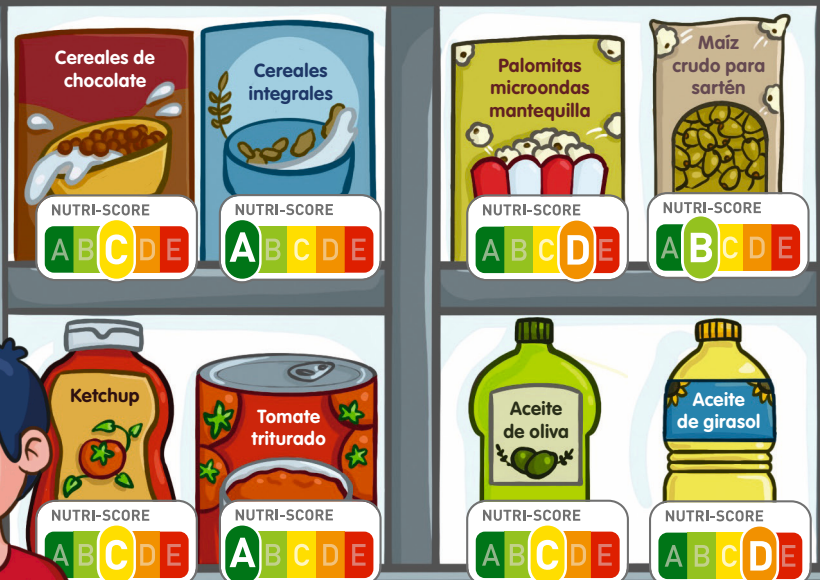 Cereales de
chocolate
NUTRI-SCORE
A B C D E
Cereales
integrales
NUTRI-SCORE
A B C D E
Palomitas
microondas
mantequilla
NUTRI-SCORE
A B C D E
Maíz
crudo para
sartén
NUTRI-SCORE
A B C D E
Ketchup
NUTRI-SCORE
A B C D E
Tomate
triturado
NUTRI-SCORE
A B C D E
Aceite
de oliva
NUTRI-SCORE
A B C D E
Aceite
de girasol
NUTRI-SCORE
A B C D E